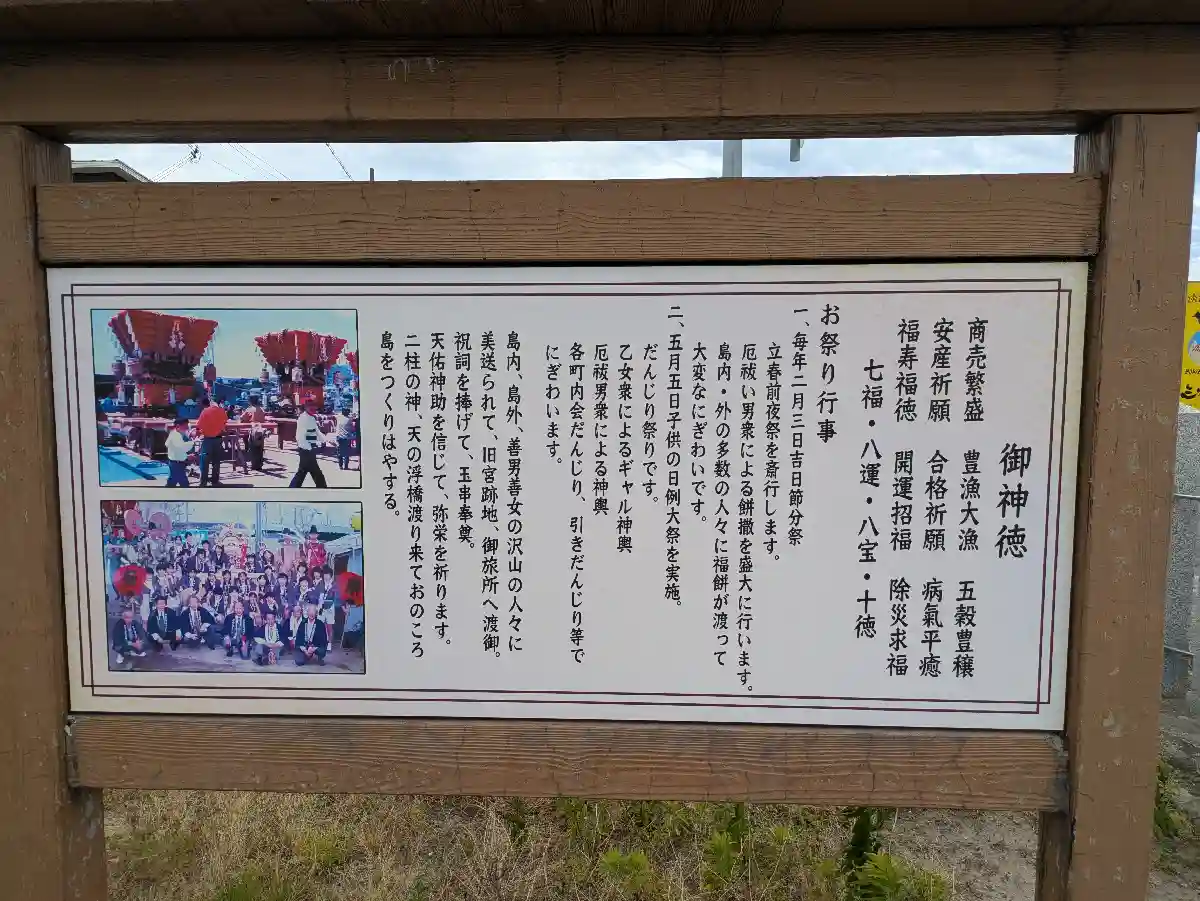 御神徳
商売繁盛　豊漁大漁　五穀豊穣
安産祈願　合格祈願　病氣平癒
福寿福徳　開運招福　除災求福
七福・八運・八宝・十徳
お祭り行事
一、毎年二月三日吉日節分祭
立春前夜祭を斎行します。
厄祓い男衆による餅撒を盛大に行います。
島内・外の多数の人々に福餅が渡って
大変なにぎわいです。
二、五月五日子供の日例大祭を実施。
だんじり祭りです。
乙女衆によるギャル神輿
厄祓男衆による神輿
各町内会だんじり、引きだんじり等で
にぎわいます。
島内、島外、善男善女の沢山の人々に
美送られて、旧宮跡地、御旅所へ渡御。
祝詞を捧げて、玉串奉奠。
天佑神助を信じて、弥栄を祈ります。
二柱の神、天の浮橋渡り来ておのころ
島をつくりはやする。